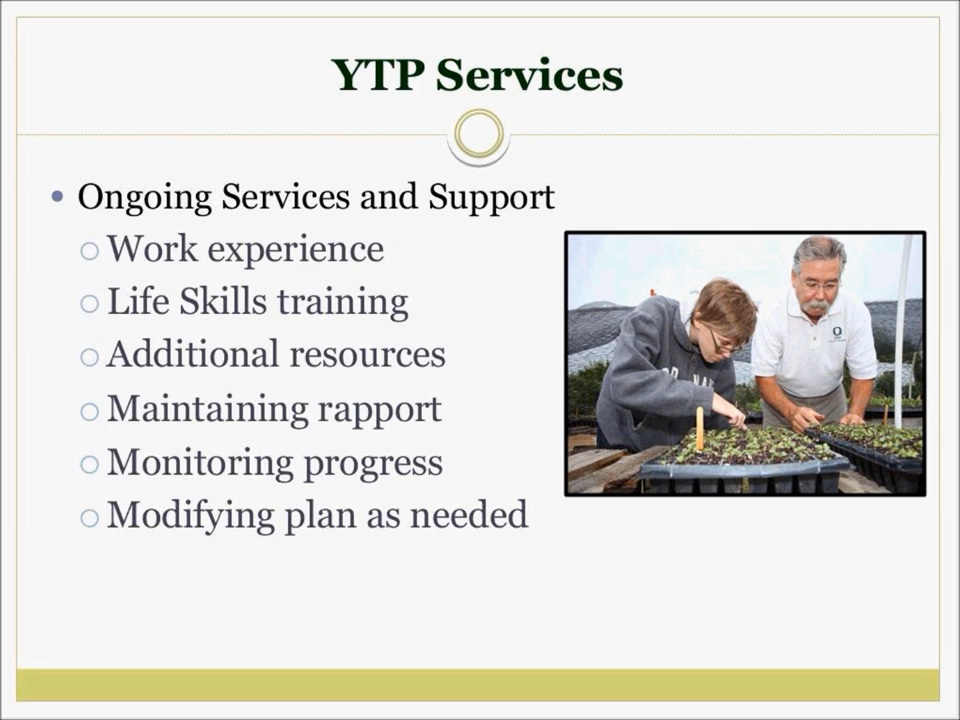 YTP Services
Ongoing Services and Support
Work experience
Life Skills training
Additional resources
Maintaining rapport
Monitoring progress
Modifying plan as needed